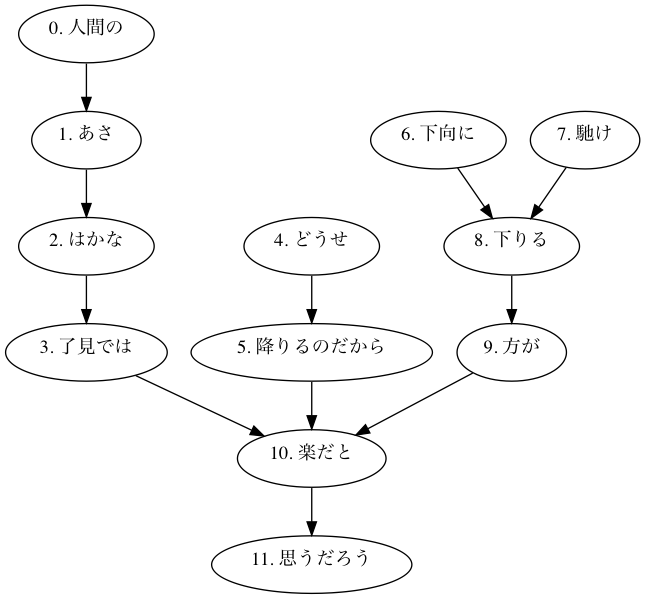 0. 人間の
1. あさ
2. はかな
3. 了見では
4. どうせ
5. 降りるのだから
6. 下向に
7. 馳け
8. 下りる
9. 方が
10. 楽だと
11. 思うだろう